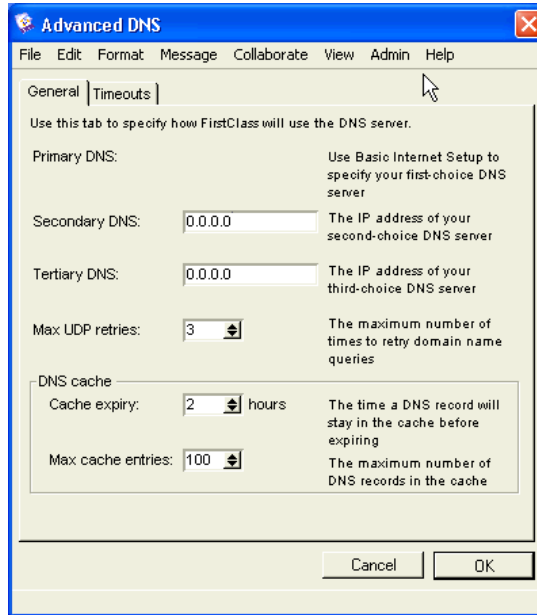 Advanced DNS
File Edit Format Message Collaborate View Admin Help
General Timeouts
Use this tab to specify how FirstClass will use the DNS server.
Primary DNS:
Use Basic Internet Setup to
specify your first-choice DNS
server
Secondary DNS: 0.0.0.0
The IP address of your
second-choice DNS server
Tertiary DNS: 0.0.0.0
The IP address of your
third-choice DNS server
Max UDP retries: 3
The maximum number of
times to retry domain name
queries
DNS cache
Cache expiry: 2 hours
The time a DNS record will
stay in the cache before
expiring
Max cache entries: 100
The maximum number of
DNS records in the cache
Cancel OK